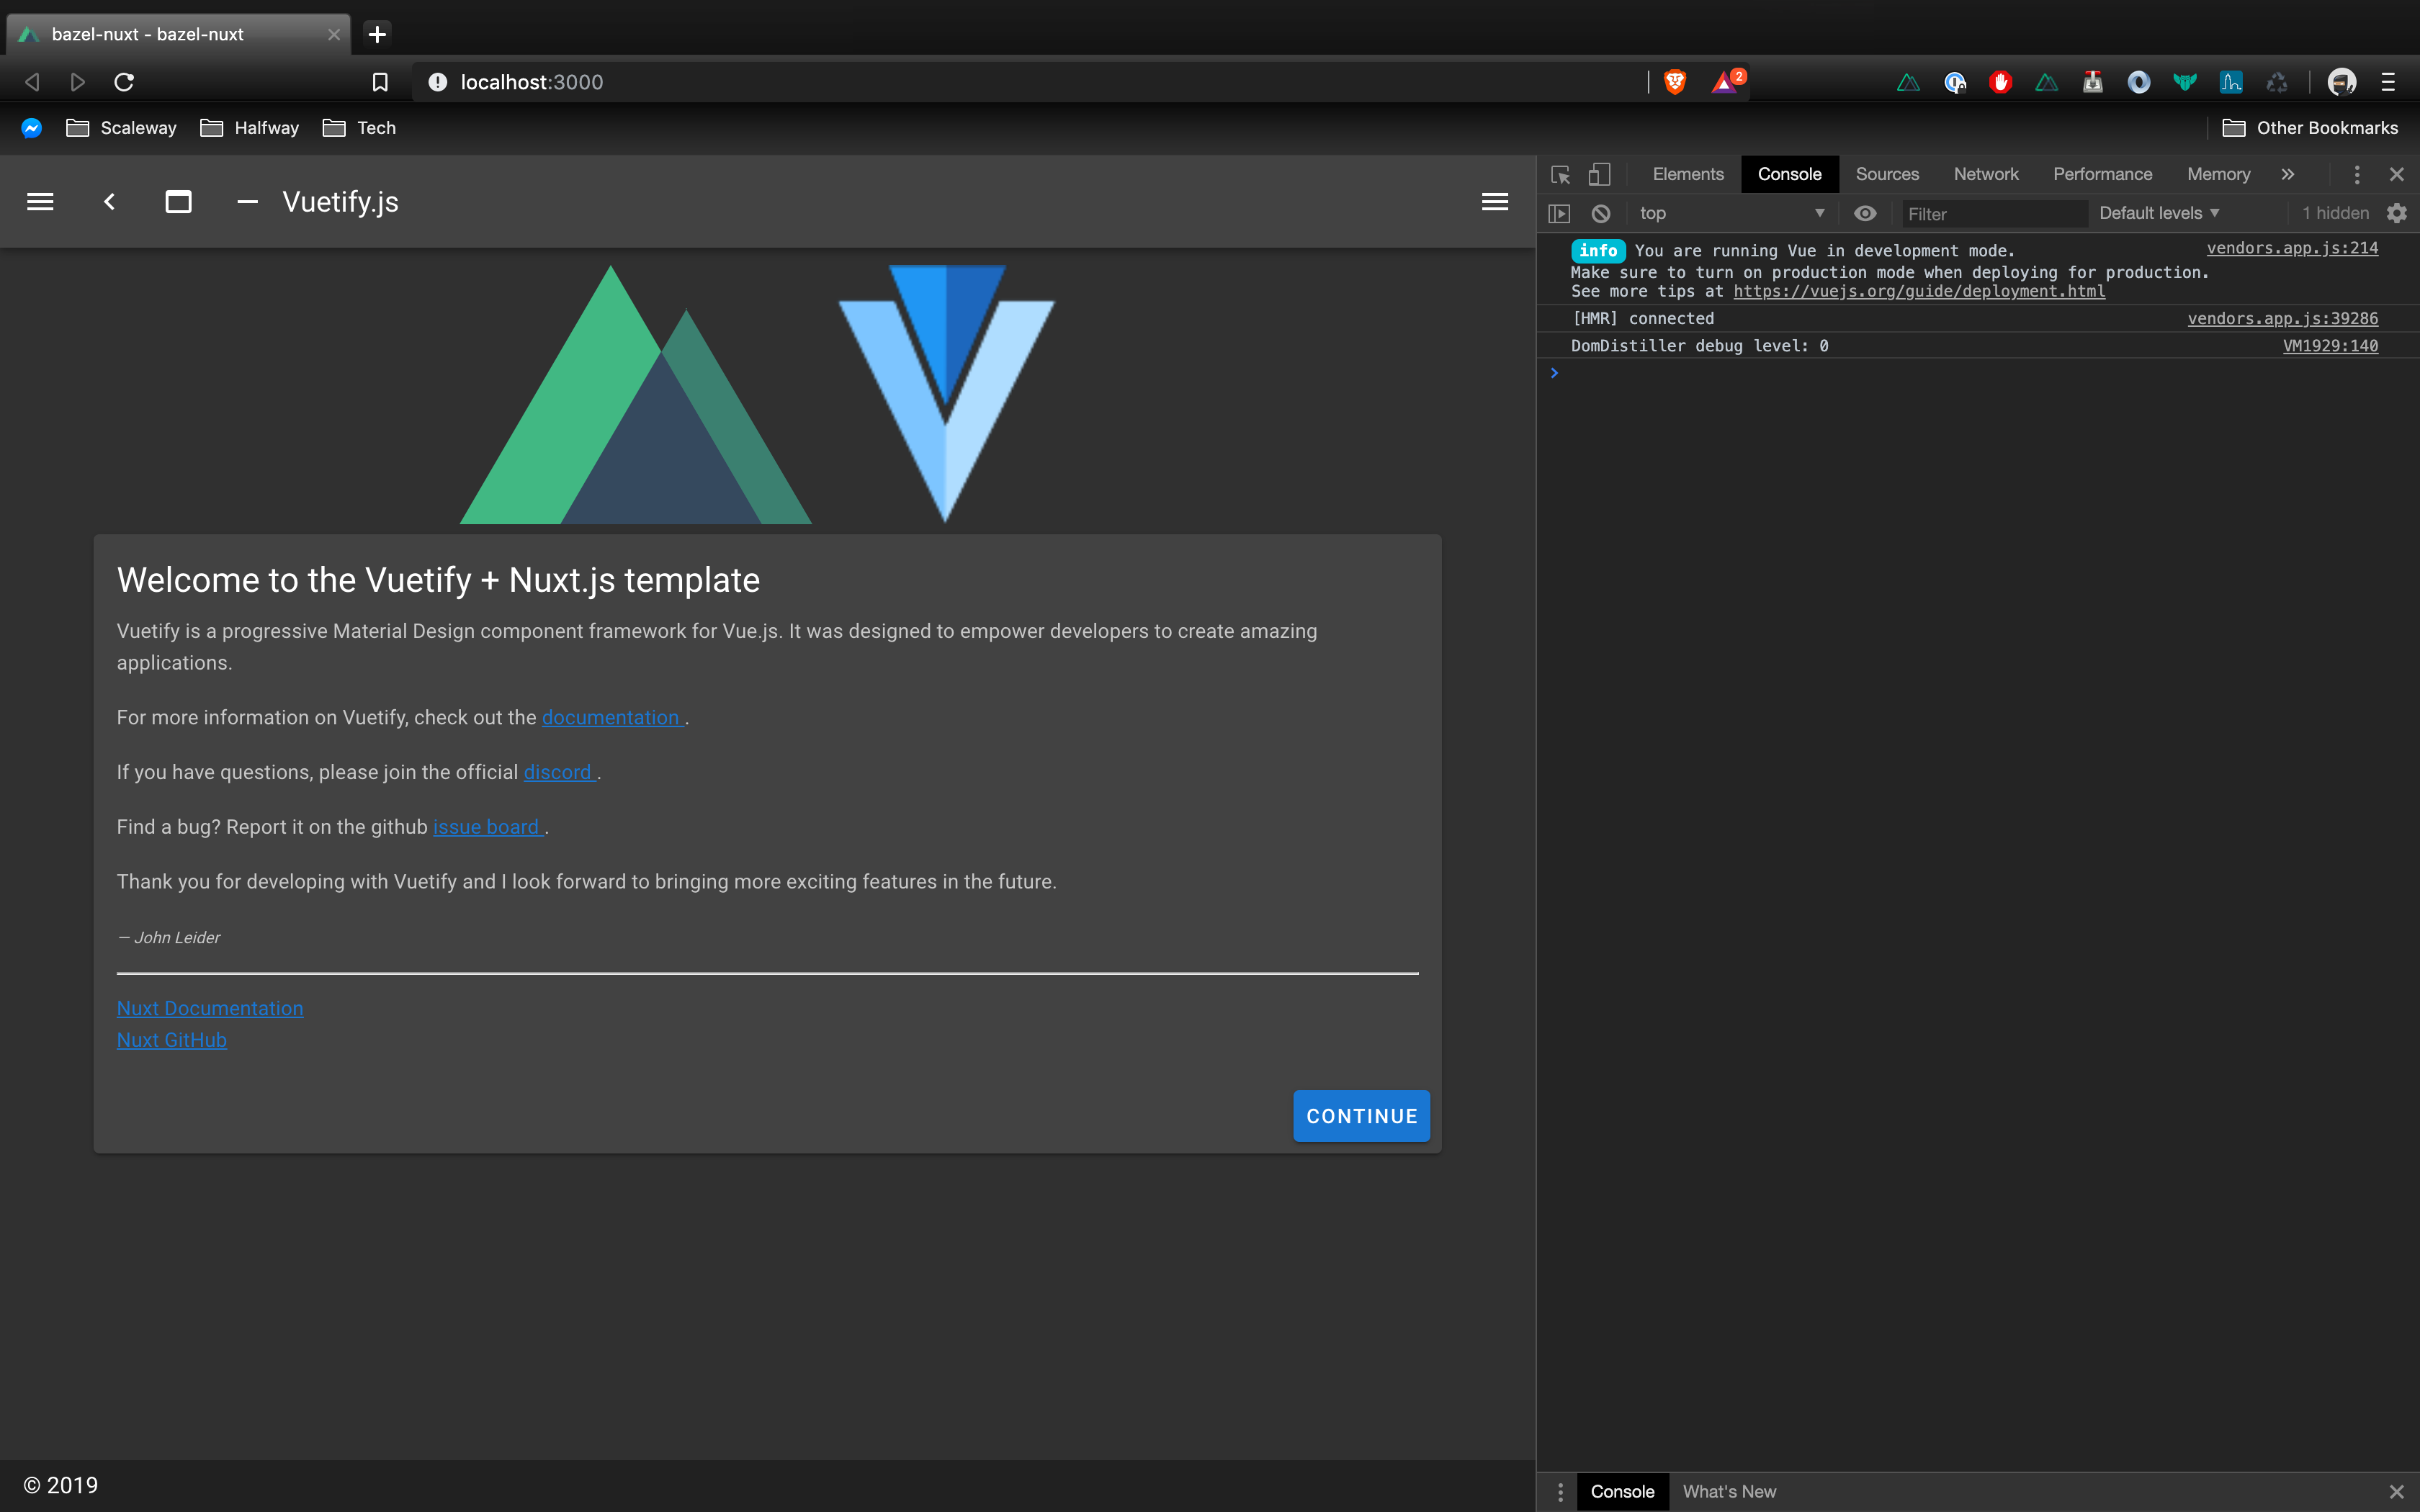 bazel-nuxt - bazel-nuxt
localhost:3000
2
Scaleway
Halfway
Tech
Other Bookmarks
Vuetify.js
Welcome to the Vuetify + Nuxt.js template
Vuetify is a progressive Material Design component framework for Vue.js. It was designed to empower developers to create amazing
applications.
For more information on Vuetify, check out the documentation .
If you have questions, please join the official discord .
Find a bug? Report it on the github issue board .
Thank you for developing with Vuetify and I look forward to bringing more exciting features in the future.
— John Leider
Nuxt Documentation
Nuxt GitHub
CONTINUE
© 2019
Elements Console Sources Network Performance Memory »
top Filter Default levels 1 hidden
info You are running Vue in development mode. vendors.app.js:214
Make sure to turn on production mode when deploying for production.
See more tips at https://vuejs.org/guide/deployment.html
[HMR] connected vendors.app.js:39286
DomDistiller debug level: 0 VM1929:140
Console What's New